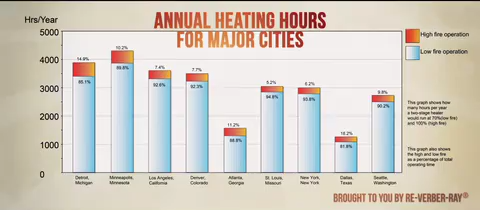 Hrs/Year
ANNUAL HEATING HOURS
FOR MAJOR CITIES
High fire operation
Low fire operation
5000
4000
3000
2000
1000
0
14.9%
85.1%
10.2%
89.8%
7.4%
92.6%
7.7%
92.3%
11.2%
88.8%
5.2%
94.8%
6.2%
93.8%
18.2%
81.8%
9.8%
90.2%
Detroit,
Michigan
Minneapolis,
Minnesota
Los Angeles,
California
Denver,
Colorado
Atlanta,
Georgia
St. Louis,
Missouri
New York,
New York
Dallas,
Texas
Seattle,
Washington
This graph shows how
many hours per year
a two-stage heater
would run at 70%(low fire)
and 100% (high fire)
This graph also shows
the high and low fire
as a percentage of total
operating time
BROUGHT TO YOU BY RE-VERBER-RAY®